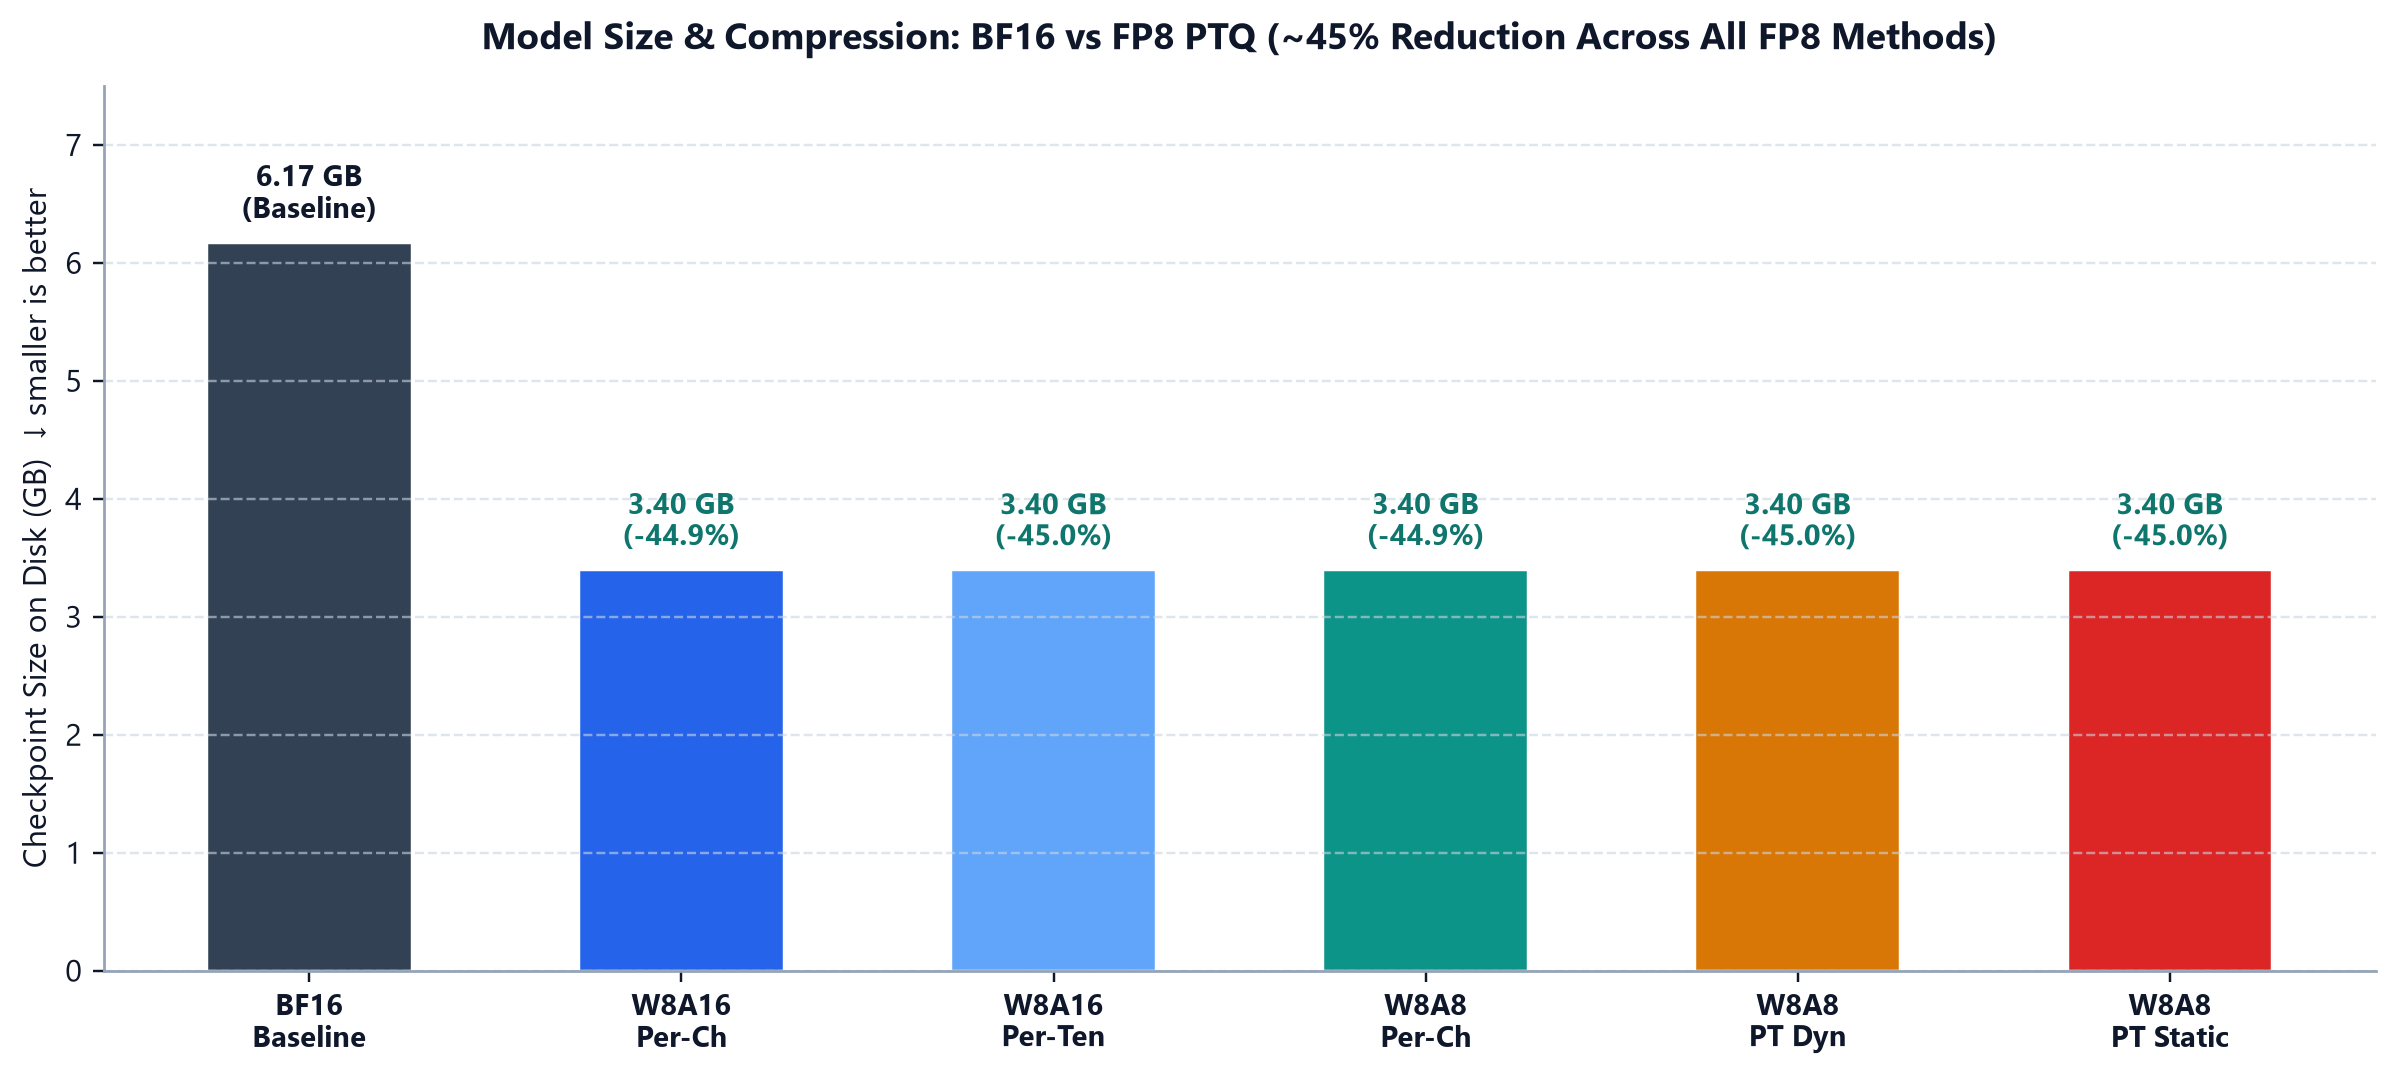 Model Size & Compression: BF16 vs FP8 PTQ (~45% Reduction Across All FP8 Methods)
Checkpoint Size on Disk (GB) ↓ smaller is better
7
6
5
4
3
2
1
0
6.17 GB
(Baseline)
3.40 GB
(-44.9%)
3.40 GB
(-45.0%)
3.40 GB
(-44.9%)
3.40 GB
(-45.0%)
3.40 GB
(-45.0%)
BF16
Baseline
W8A16
Per-Ch
W8A16
Per-Ten
W8A8
Per-Ch
W8A8
PT Dyn
W8A8
PT Static